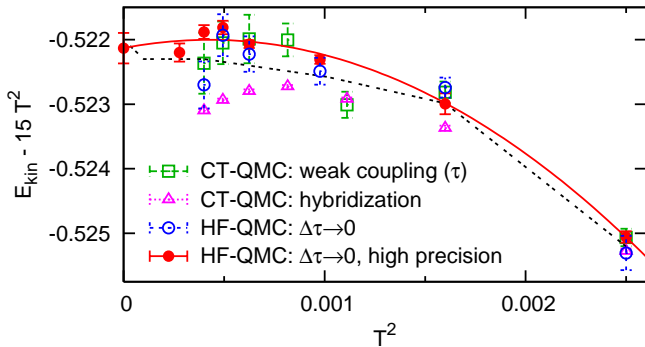 -0.522
-0.523
-0.524
-0.525
E_kin - 15 T^2
CT-QMC: weak coupling (τ)
CT-QMC: hybridization
HF-QMC: Δτ→0
HF-QMC: Δτ→0, high precision
0
0.001
0.002
T^2